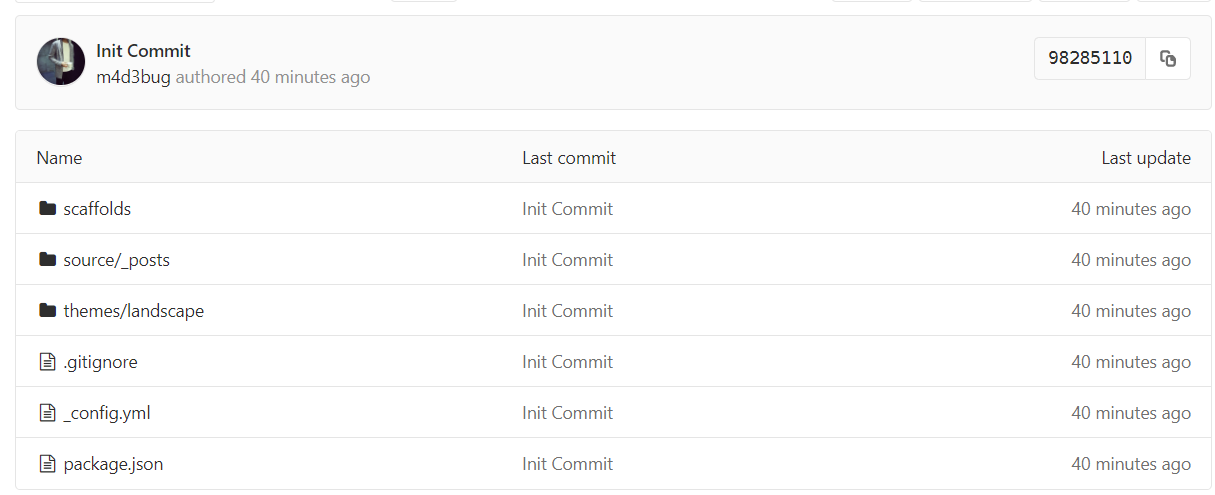 Init Commit
m4d3bug authored 40 minutes ago
98285110
Name Last commit Last update
scaffolds Init Commit 40 minutes ago
source/_posts Init Commit 40 minutes ago
themes/landscape Init Commit 40 minutes ago
.gitignore Init Commit 40 minutes ago
_config.yml Init Commit 40 minutes ago
package.json Init Commit 40 minutes ago